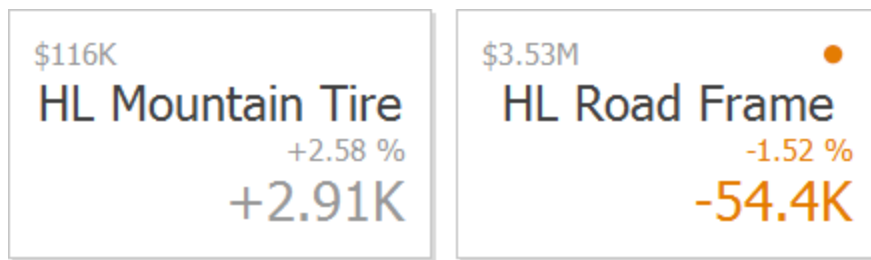 $116K
HL Mountain Tire
+2.58 %
+2.91K
$3.53M
HL Road Frame
-1.52 %
-54.4K